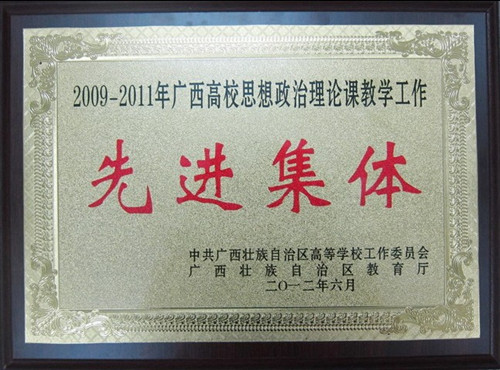 2009-2011年广西高校思想政治理论课教学工作
先进集体
中共广西壮族自治区高等学校工作委员会
广西壮族自治区教育厅
二〇一二年六月